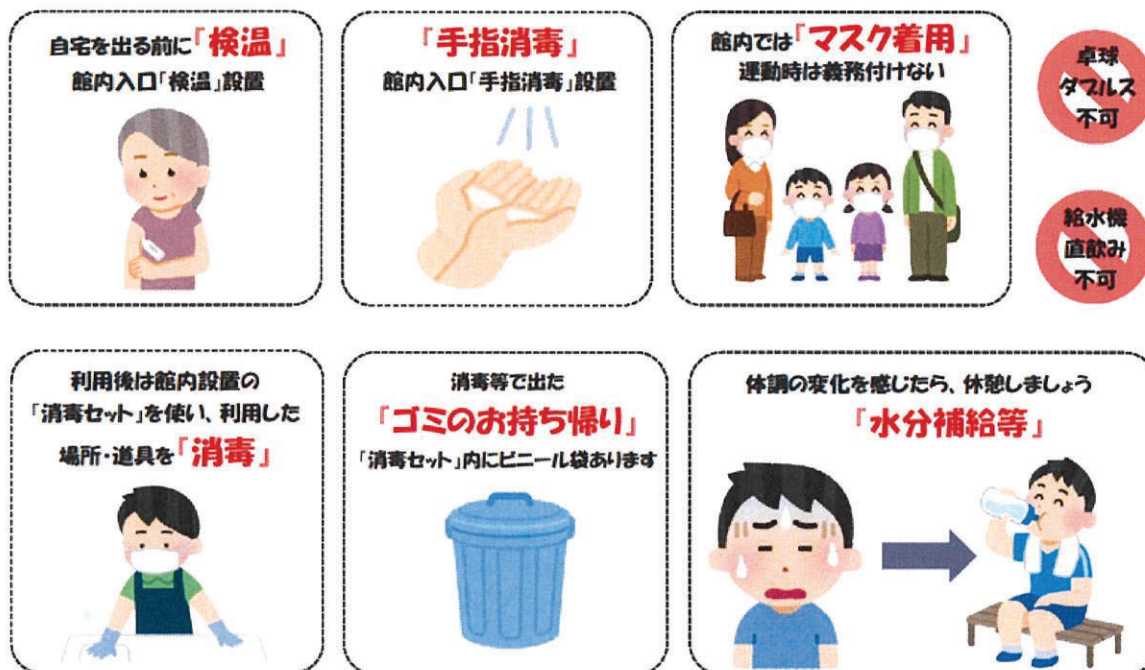 自宅を出る前に『検温』
館内入口「検温」設置
『手指消毒』
館内入口「手指消毒」設置
館内では『マスク着用』
運動時は義務付けない
卓球
ダブルス
不可
給水機
直飲み
不可
利用後は館内設置の
「消毒セット」を使い、利用した
場所・道具を『消毒』
消毒等で出た
『ゴミのお持ち帰り』
「消毒セット」内にビニール袋あります
体調の変化を感じたら、休憩しましょう
『水分補給等』